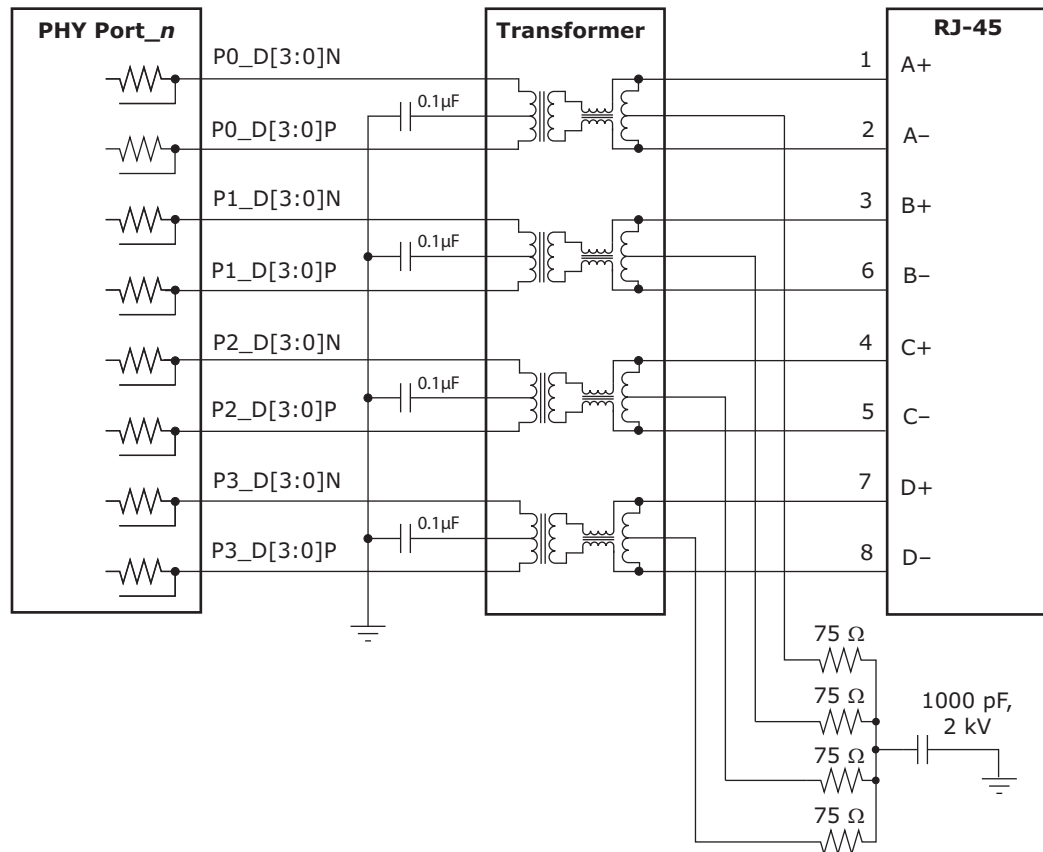 PHY Port_n
Transformer
RJ-45
P0_D[3:0]N
0.1µF
P0_D[3:0]P
1
A+
2
A−
P1_D[3:0]N
0.1µF
P1_D[3:0]P
3
B+
6
B−
P2_D[3:0]N
0.1µF
P2_D[3:0]P
4
C+
5
C−
P3_D[3:0]N
0.1µF
P3_D[3:0]P
7
D+
8
D−
75 Ω
75 Ω
75 Ω
75 Ω
1000 pF,
2 kV